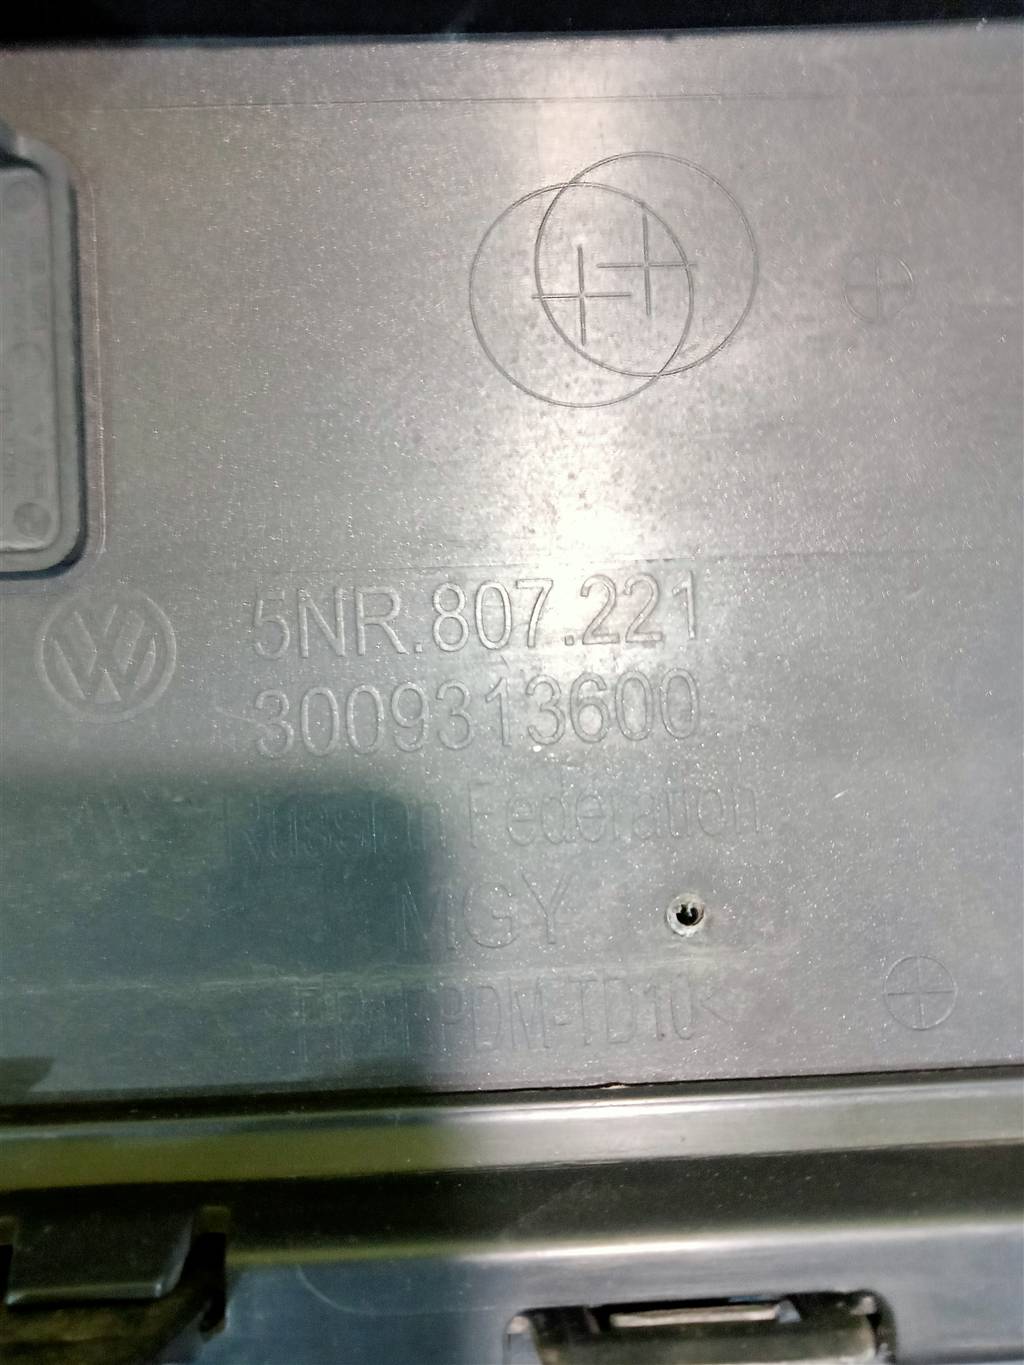 5NR.807.221
3009313600
Russian Federation
MGY